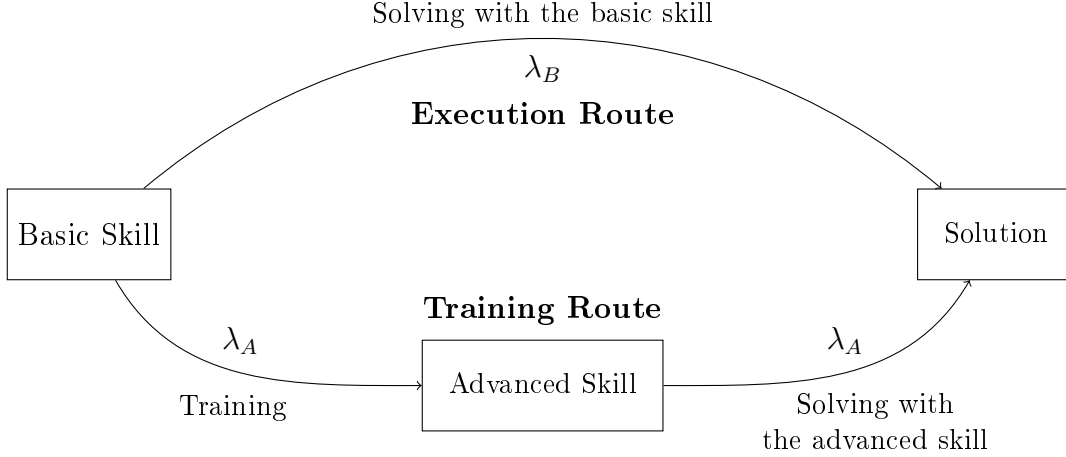 Solving with the basic skill
λ_B
Execution Route
Basic Skill
Solution
Training Route
λ_A
λ_A
Advanced Skill
Training
Solving with
the advanced skill